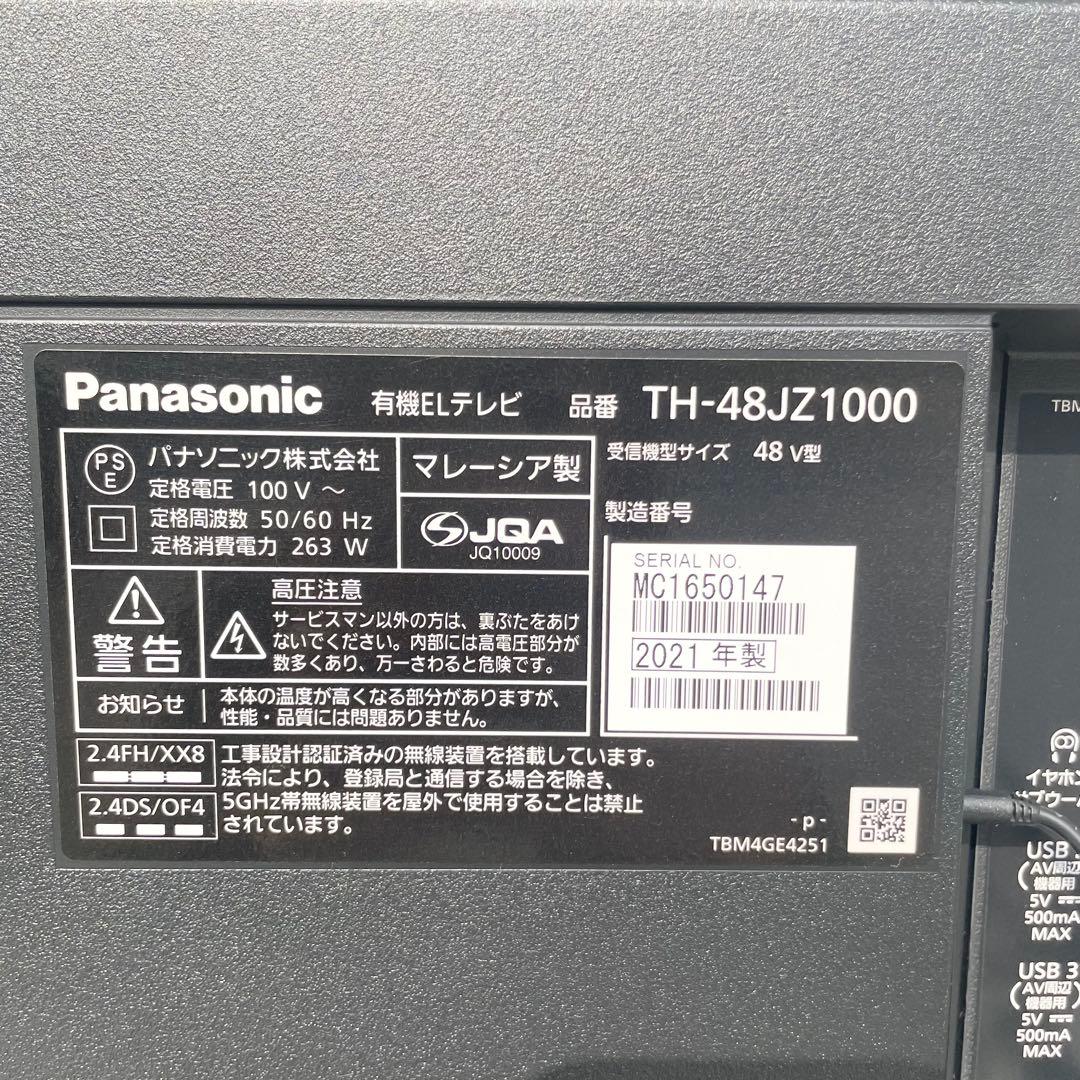 Panasonic 有機ELテレビ 品番 TH-48JZ1000
PSE
パナソニック株式会社
定格電圧 100 V ～
定格周波数 50/60 Hz
定格消費電力 263 W
マレーシア製
JQA
JQ10009
受信機型サイズ 48 V型
製造番号
SERIAL NO.
MC1650147
2021 年製
警告
高圧注意
サービスマン以外の方は、裏ぶたをあけ
ないでください。内部には高電圧部分が
数多くあり、万一さわると危険です。
お知らせ
本体の温度が高くなる部分がありますが、
性能・品質には問題ありません。
2.4FH/XX8
2.4DS/OF4
工事設計認証済みの無線装置を搭載しています。
法令により、登録局と通信する場合を除き、
5GHz帯無線装置を屋外で使用することは禁止
されています。
- p -
TBM4GE4251
TBM
イヤホン
USB
(AV周辺
機器用
5V
500mA
MAX
USB 3
(AV周辺
機器用)
5V
500mA
MAX